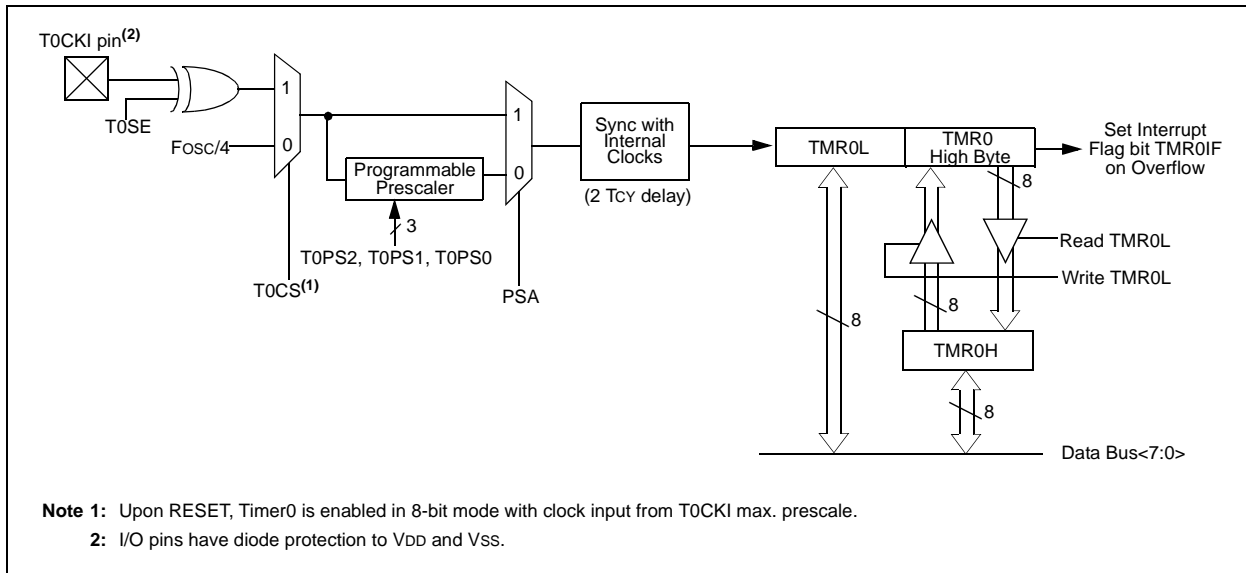 T0CKI pin(2)
T0SE
FOSC/4
1
0
T0CS(1)
Programmable
Prescaler
3
T0PS2, T0PS1, T0PS0
1
0
PSA
Sync with
Internal
Clocks
(2 TCY delay)
TMR0L
TMR0
High Byte
Set Interrupt
Flag bit TMR0IF
on Overflow
8
Read TMR0L
Write TMR0L
8
8
TMR0H
8
Data Bus<7:0>
Note 1: Upon RESET, Timer0 is enabled in 8-bit mode with clock input from T0CKI max. prescale.
2: I/O pins have diode protection to VDD and VSS.